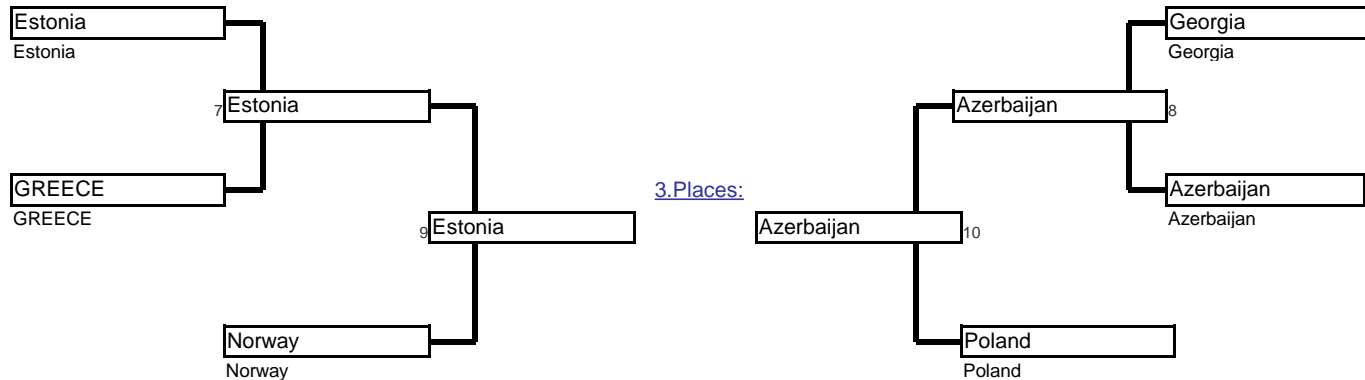 Estonia
Estonia
Georgia
Georgia
7 Estonia
Azerbaijan 8
GREECE
GREECE
3.Places:
Azerbaijan
Azerbaijan
9 Estonia
Azerbaijan 10
Norway
Norway
Poland
Poland